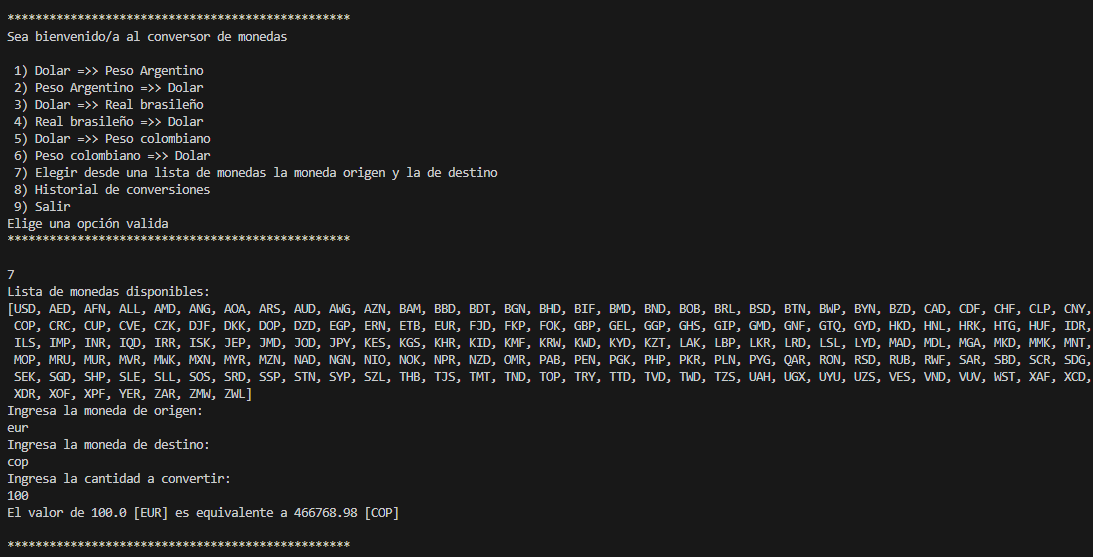 *************************************************
Sea bienvenido/a al conversor de monedas
1) Dolar =>> Peso Argentino
2) Peso Argentino =>> Dolar
3) Dolar =>> Real brasileño
4) Real brasileño =>> Dolar
5) Dolar =>> Peso colombiano
6) Peso colombiano =>> Dolar
7) Elegir desde una lista de monedas la moneda origen y la de destino
8) Historial de conversiones
9) Salir
Elige una opción valida
*************************************************
7
Lista de monedas disponibles:
[USD, AED, AFN, ALL, AMD, ANG, AOA, ARS, AUD, AWG, AZN, BAM, BBD, BDT, BGN, BHD, BIF, BMD, BND, BOB, BRL, BSD, BTN, BWP, BYN, BZD, CAD, CDF, CHF, CLP, CNY,
COP, CRC, CUP, CVE, CZK, DJF, DKK, DOP, DZD, EGP, ERN, ETB, EUR, FJD, FKP, FOK, GBP, GEL, GGP, GHS, GIP, GMD, GNF, GTQ, GYD, HKD, HNL, HRK, HTG, HUF, IDR,
ILS, IMP, INR, IQD, IRR, ISK, JEP, JMD, JOD, JPY, KES, KGS, KHR, KID, KMF, KRW, KWD, KYD, KZT, LAK, LBP, LKR, LRD, LSL, LYD, MAD, MDL, MGA, MKD, MMK, MNT,
MOP, MRU, MUR, MVR, MWK, MXN, MYR, MZN, NAD, NGN, NIO, NOK, NPR, NZD, OMR, PAB, PEN, PGK, PHP, PKR, PLN, PYG, QAR, RON, RSD, RUB, RWF, SAR, SBD, SCR, SDG,
SEK, SGD, SHP, SLE, SLL, SOS, SRD, SSP, STN, SYP, SZL, THB, TJS, TMT, TND, TOP, TRY, TTD, TVD, TWD, TZS, UAH, UGX, UYU, UZS, VES, VND, VUV, WST, XAF, XCD,
XDR, XOF, XPF, YER, ZAR, ZMW, ZWL]
Ingresa la moneda de origen:
eur
Ingresa la moneda de destino:
cop
Ingresa la cantidad a convertir:
100
El valor de 100.0 [EUR] es equivalente a 466768.98 [COP]
*************************************************